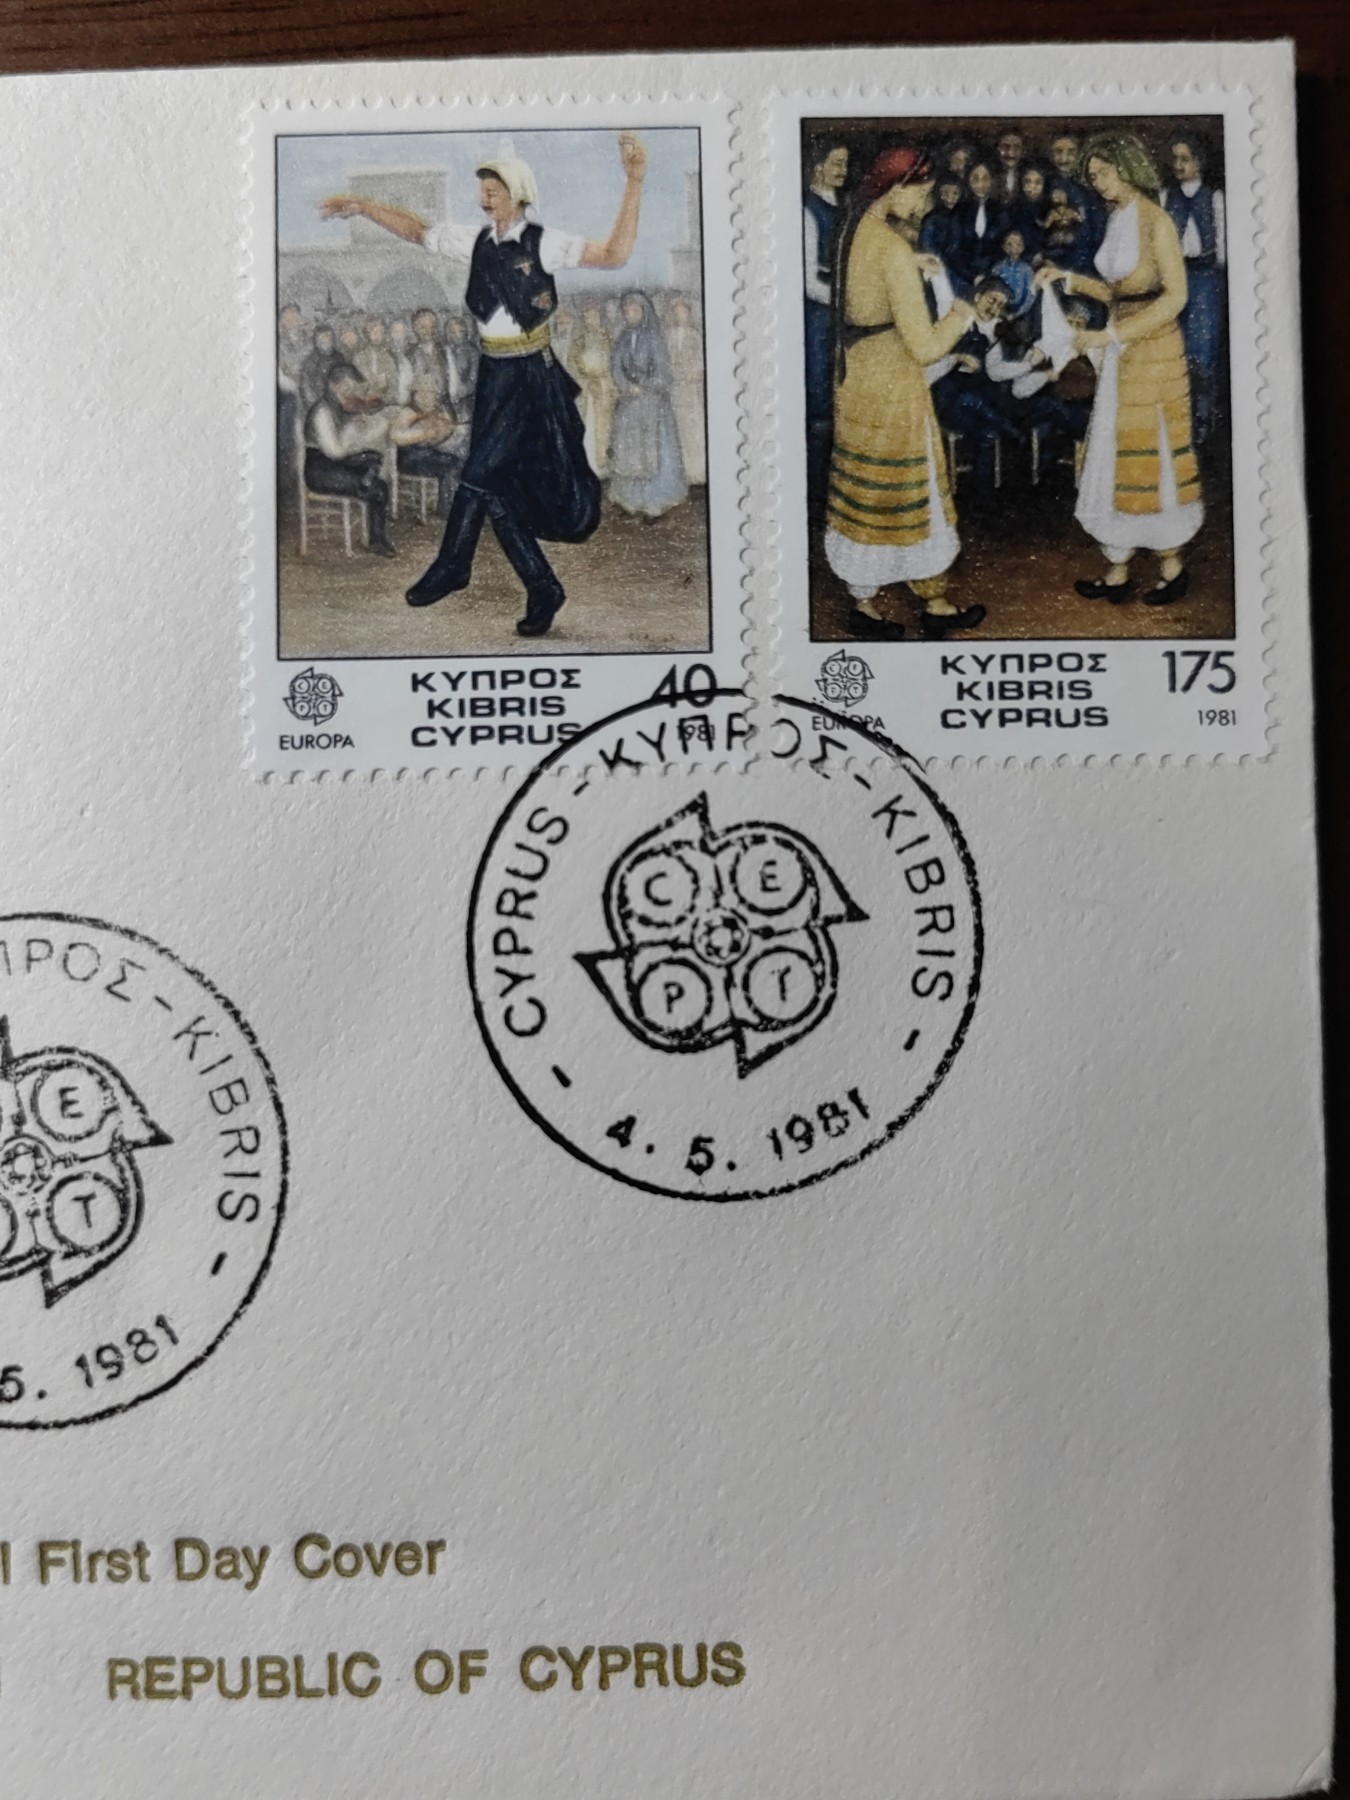 ΚΥΠΡΟΣ 40
KIBRIS
CYPRUS 1981
EUROPA
ΚΥΠΡΟΣ 175
KIBRIS
CYPRUS 1981
EUROPA
- CYPRUS - ΚΥΠΡΟΣ - KIBRIS -
C E
P T
4. 5. 1981
ΠΡΟΣ - KIBRIS -
E
T
5. 1981
First Day Cover
REPUBLIC OF CYPRUS